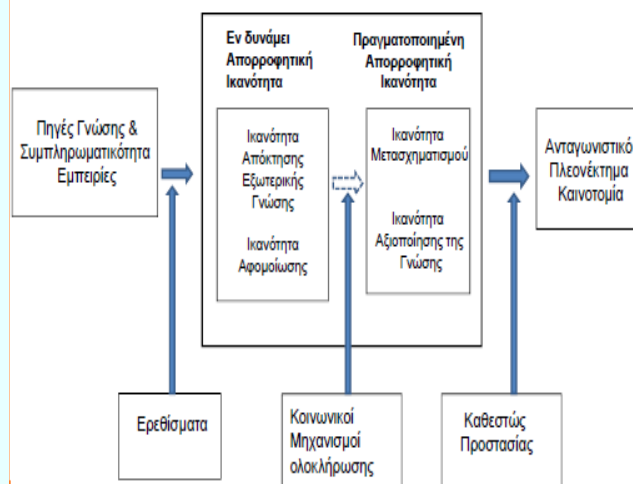 Εν δυνάμει
Απορροφητική
Ικανότητα
Πραγματοποιημένη
Απορροφητική
Ικανότητα
Πηγές Γνώσης &
Συμπληρωματικότητα
Εμπειρίες
Ικανότητα
Απόκτησης
Εξωτερικής
Γνώσης
Ικανότητα
Αφομοίωσης
Ικανότητα
Μετασχηματισμού
Ικανότητα
Αξιοποίησης της
Γνώσης
Ανταγωνιστικό
Πλεονέκτημα
Καινοτομία
Ερεθίσματα
Κοινωνικοί
Μηχανισμοί
ολοκλήρωσης
Καθεστώς
Προστασίας